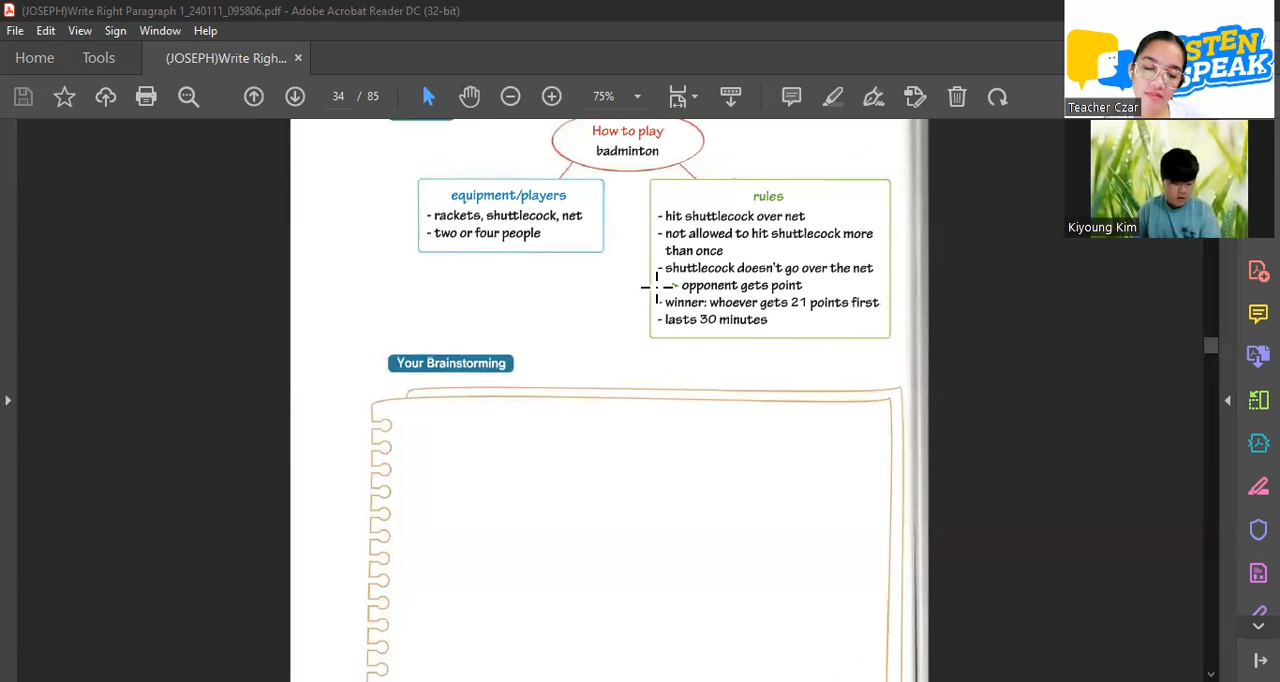 (JOSEPH)Write Right Paragraph 1_240111_095806.pdf - Adobe Acrobat Reader DC (32-bit)
File Edit View Sign Window Help
Home Tools (JOSEPH)Write Righ... ×
34 / 85 75%
How to play
badminton
equipment/players
- rackets, shuttlecock, net
- two or four people
rules
- hit shuttlecock over net
- not allowed to hit shuttlecock more
than once
- shuttlecock doesn't go over the net
opponent gets point
- winner: whoever gets 21 points first
- lasts 30 minutes
Your Brainstorming
STEN
PEAK
Teacher Czar
Kiyoung Kim